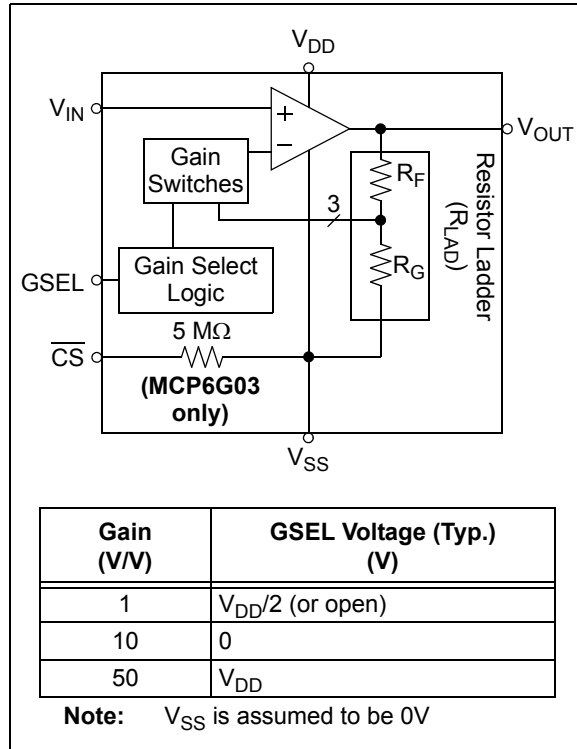 VDD
VIN
+
−
VOUT
Gain
Switches
3
RF
RG
Resistor Ladder
(RLAD)
GSEL
Gain Select
Logic
5 MΩ
CS
(MCP6G03
only)
VSS
Gain
(V/V)
GSEL Voltage (Typ.)
(V)
1
VDD/2 (or open)
10
0
50
VDD
Note: VSS is assumed to be 0V